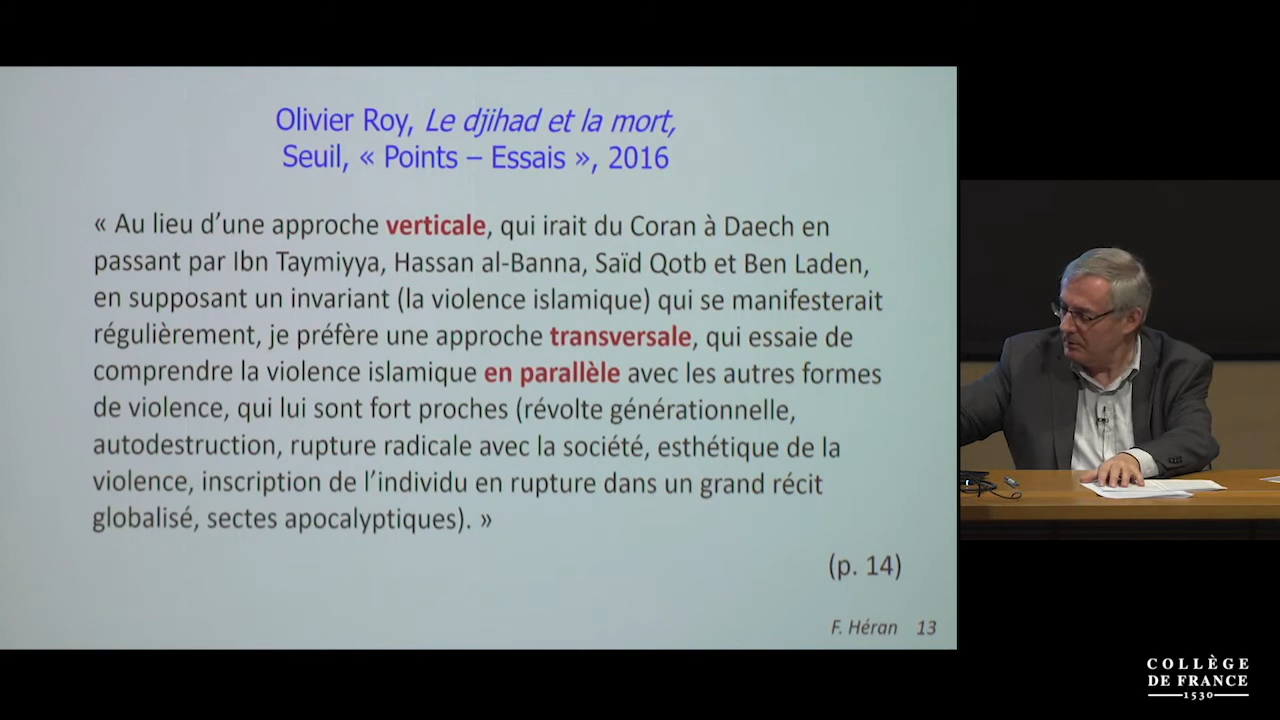 Olivier Roy, Le djihad et la mort,
Seuil, « Points – Essais », 2016
« Au lieu d’une approche verticale, qui irait du Coran à Daech en
passant par Ibn Taymiyya, Hassan al-Banna, Saïd Qotb et Ben Laden,
en supposant un invariant (la violence islamique) qui se manifesterait
régulièrement, je préfère une approche transversale, qui essaie de
comprendre la violence islamique en parallèle avec les autres formes
de violence, qui lui sont fort proches (révolte générationnelle,
autodestruction, rupture radicale avec la société, esthétique de la
violence, inscription de l’individu en rupture dans un grand récit
globalisé, sectes apocalyptiques). »
(p. 14)
F. Héran 13
COLLÈGE
DE FRANCE
1530